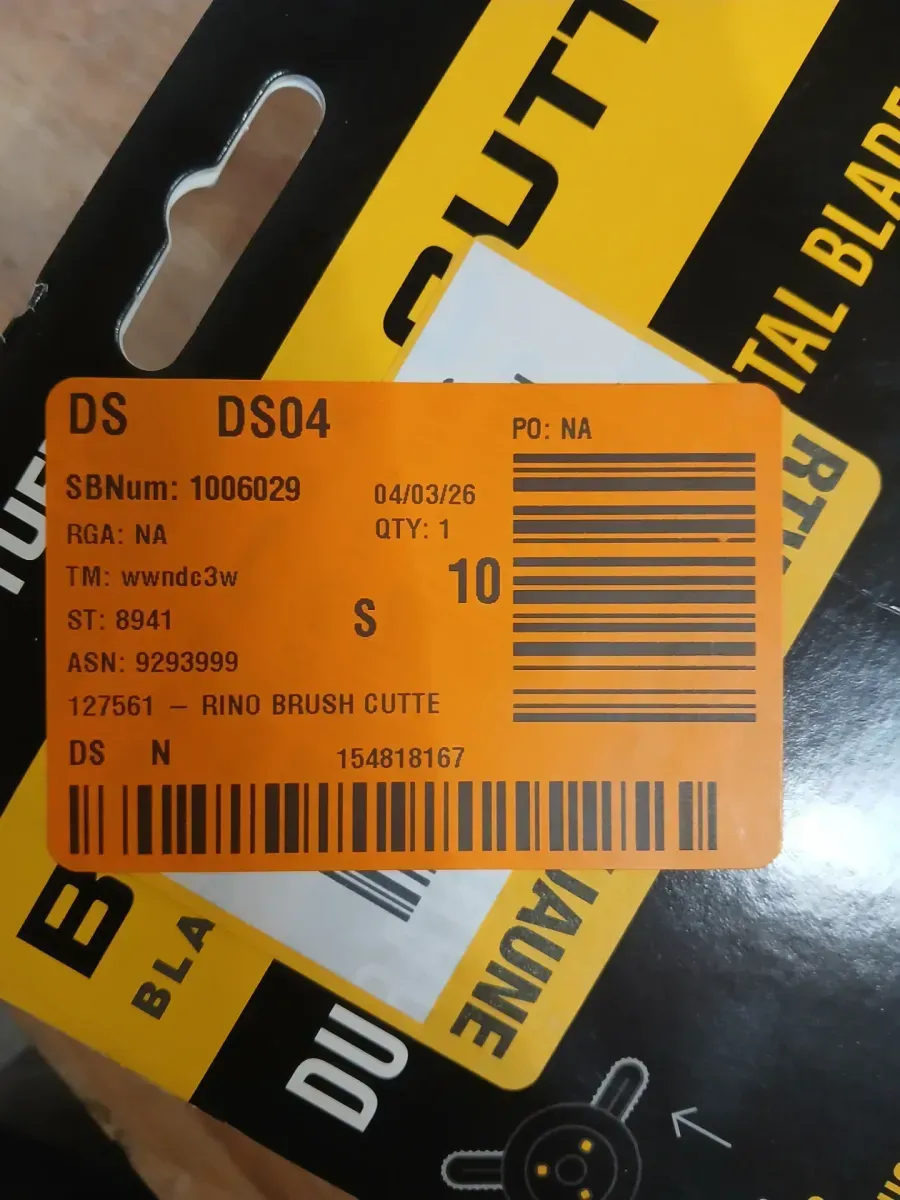 CUTT
TAL BLADE
DS DS04
PO: NA
SBNum: 1006029
04/03/26
RGA: NA
QTY: 1
TM: wwndc3w
10
ST: 8941
S
ASN: 9293999
127561 – RINO BRUSH CUTTE
DS N
154818167
B
BLA
JAUNE
DU